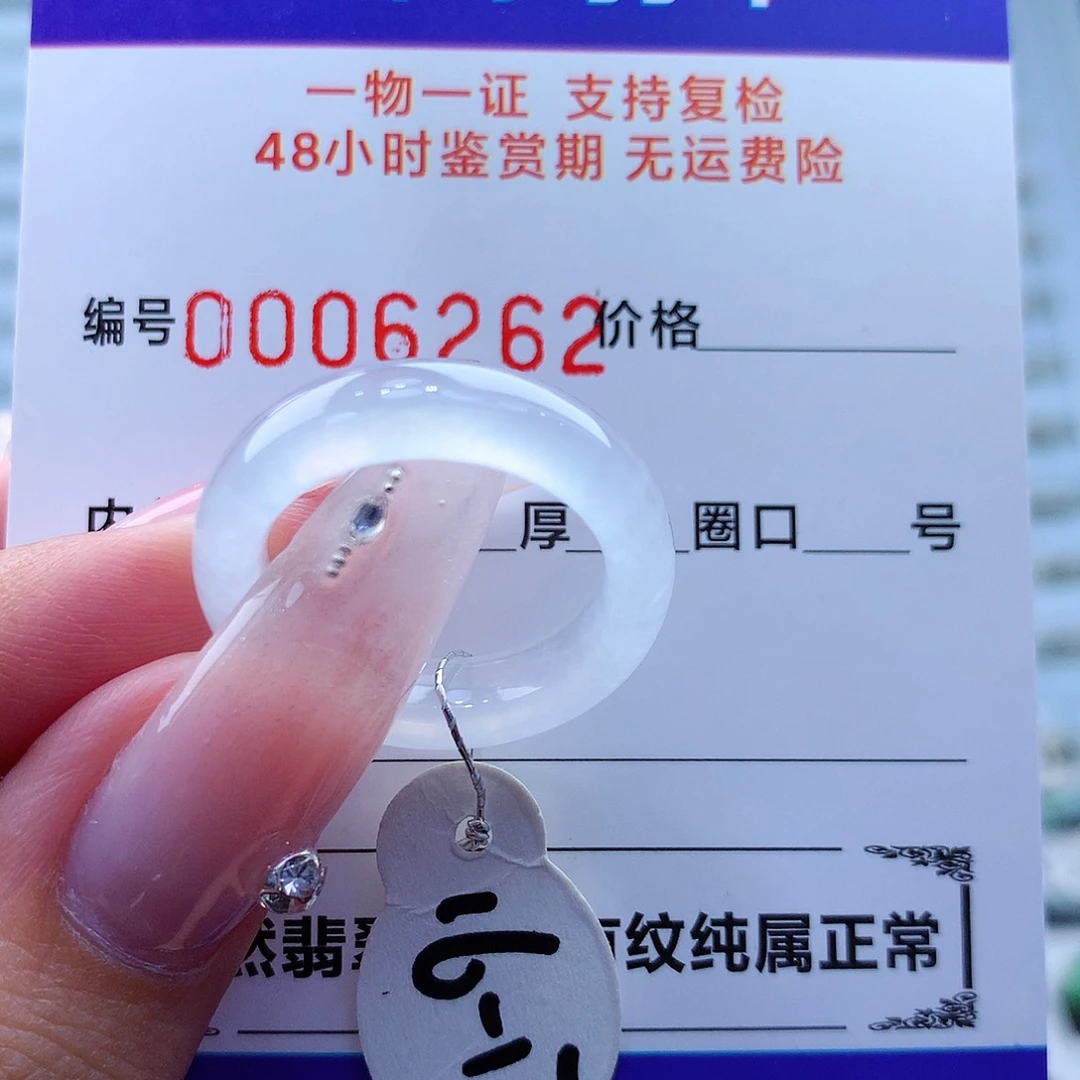 一物一证 支持复检
48小时鉴赏期 无运费险
编号0006262价格
厚 圈口 号
然翡 纹纯属正常